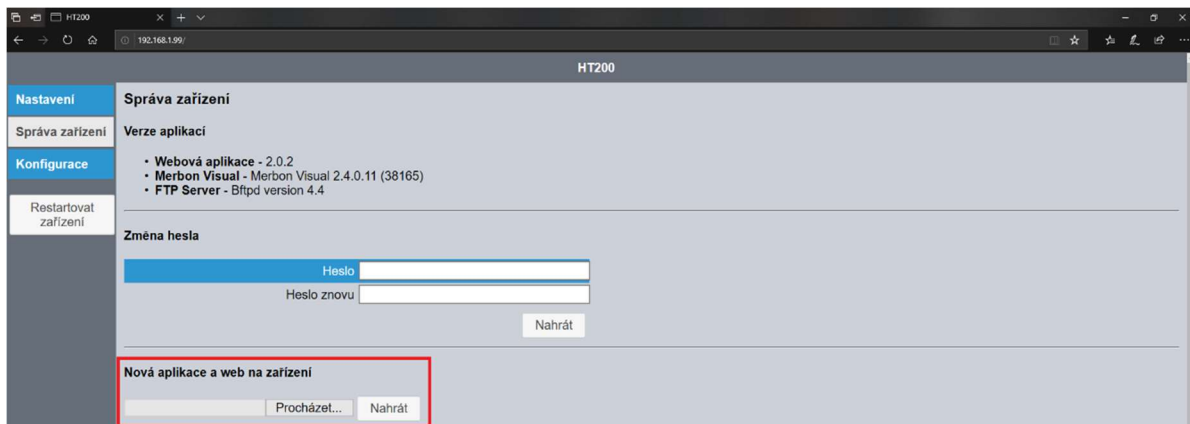 HT200
192.168.1.99/
HT200
Nastavení
Správa zařízení
Konfigurace
Restartovat
zařízení
Správa zařízení
Verze aplikací
• Webová aplikace - 2.0.2
• Merbon Visual - Merbon Visual 2.4.0.11 (38165)
• FTP Server - Bftpd version 4.4
Změna hesla
Heslo
Heslo znovu
Nahrát
Nová aplikace a web na zařízení
Procházet... Nahrát